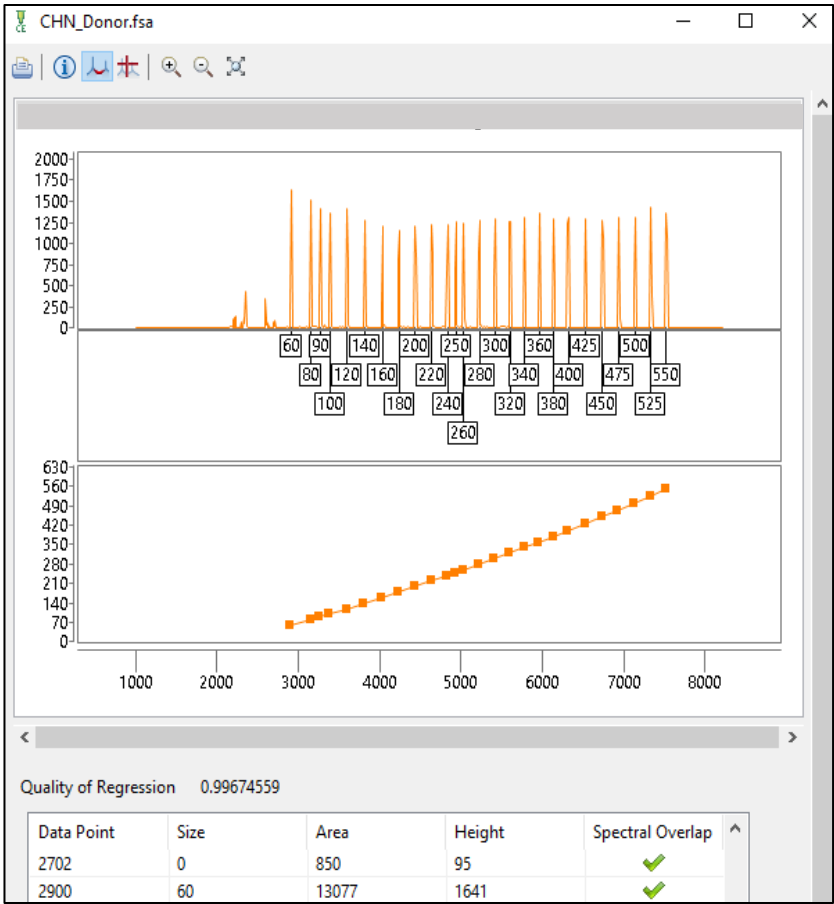 CE CHN_Donor.fsa
2000
1750
1500
1250
1000
750
500
250
0
60 90 140 200 250 300 360 425 500
80 120 160 220 280 340 400 475 550
100 180 240 320 380 450 525
260
630
560
490
420
350
280
210
140
70
0
1000 2000 3000 4000 5000 6000 7000 8000
Quality of Regression 0.99674559
Data Point Size Area Height Spectral Overlap
2702 0 850 95
2900 60 13077 1641